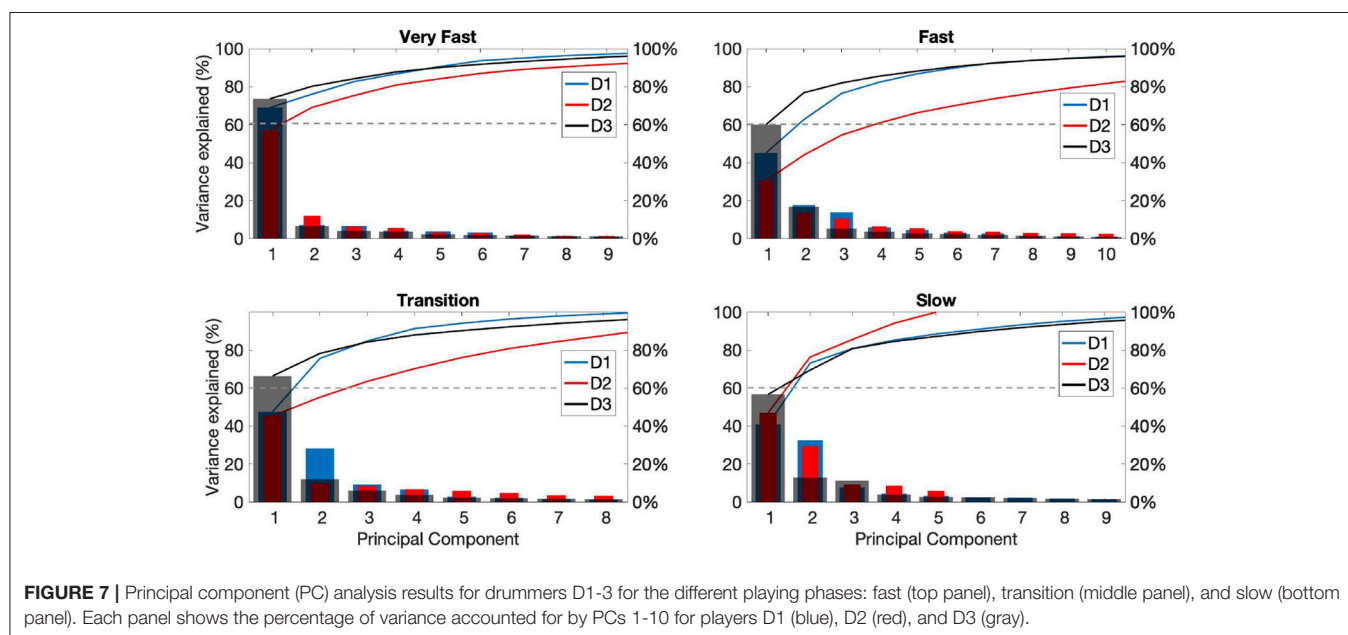 Very Fast
Variance explained (%)
100
80
60
40
20
0
100%
80%
60%
40%
20%
0%
D1
D2
D3
1 2 3 4 5 6 7 8 9
Fast
100
80
60
40
20
0
100%
80%
60%
40%
20%
0%
D1
D2
D3
1 2 3 4 5 6 7 8 9 10
Transition
Variance explained (%)
80
60
40
20
0
80%
60%
40%
20%
0%
D1
D2
D3
1 2 3 4 5 6 7 8
Principal Component
Slow
100
80
60
40
20
0
100%
80%
60%
40%
20%
0%
D1
D2
D3
1 2 3 4 5 6 7 8 9
Principal Component
FIGURE 7 | Principal component (PC) analysis results for drummers D1-3 for the different playing phases: fast (top panel), transition (middle panel), and slow (bottom
panel). Each panel shows the percentage of variance accounted for by PCs 1-10 for players D1 (blue), D2 (red), and D3 (gray).